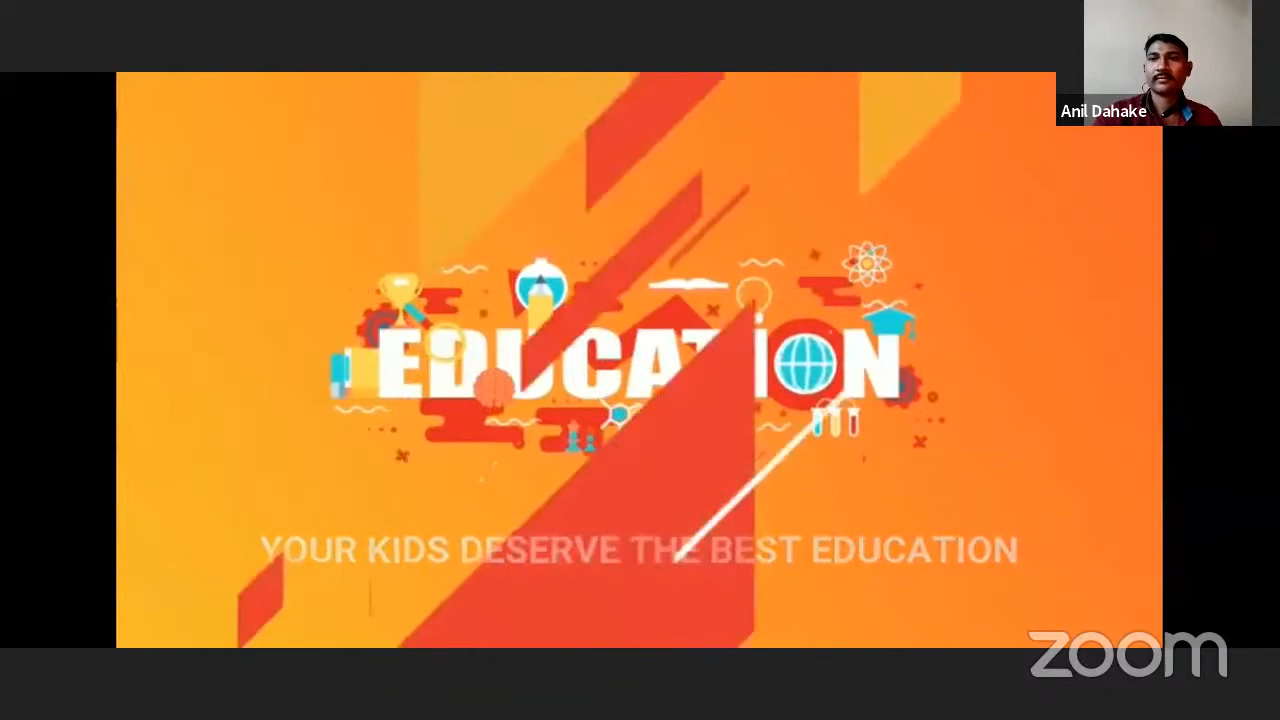 Anil Dahake
EDUCATION
YOUR KIDS DESERVE THE BEST EDUCATION
zoom